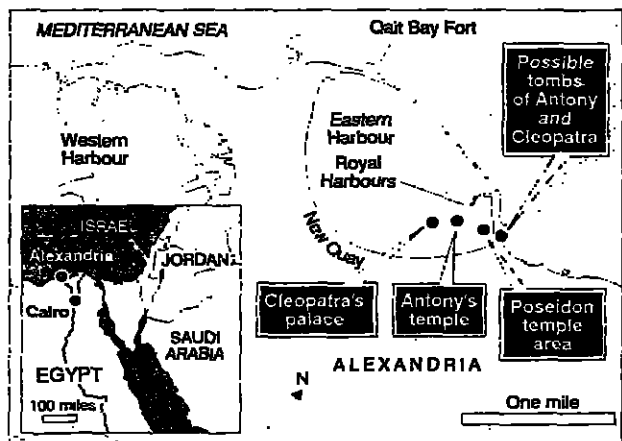 MEDITERRANEAN SEA
Qait Bay Fort
Possible
tombs
of Antony
and
Cleopatra
Western
Harbour
Eastern
Harbour
Royal
Harbours
New Quay
Cleopatra's
palace
Antony's
temple
Poseidon
temple
area
ALEXANDRIA
N
One mile
ISRAEL
Alexandria
JORDAN
Cairo
SAUDI
ARABIA
EGYPT
100 miles